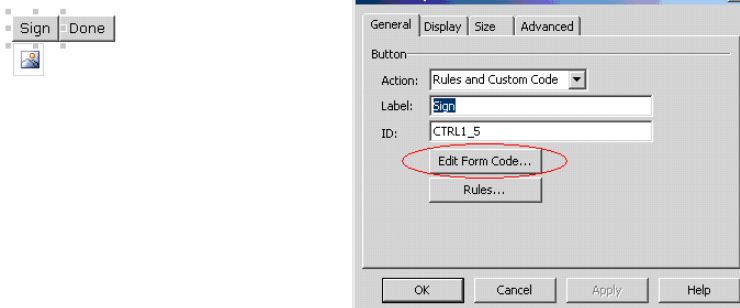 Sign Done
General Display Size Advanced
Button
Action: Rules and Custom Code
Label: Sign
ID: CTRL1_5
Edit Form Code...
Rules...
OK Cancel Apply Help